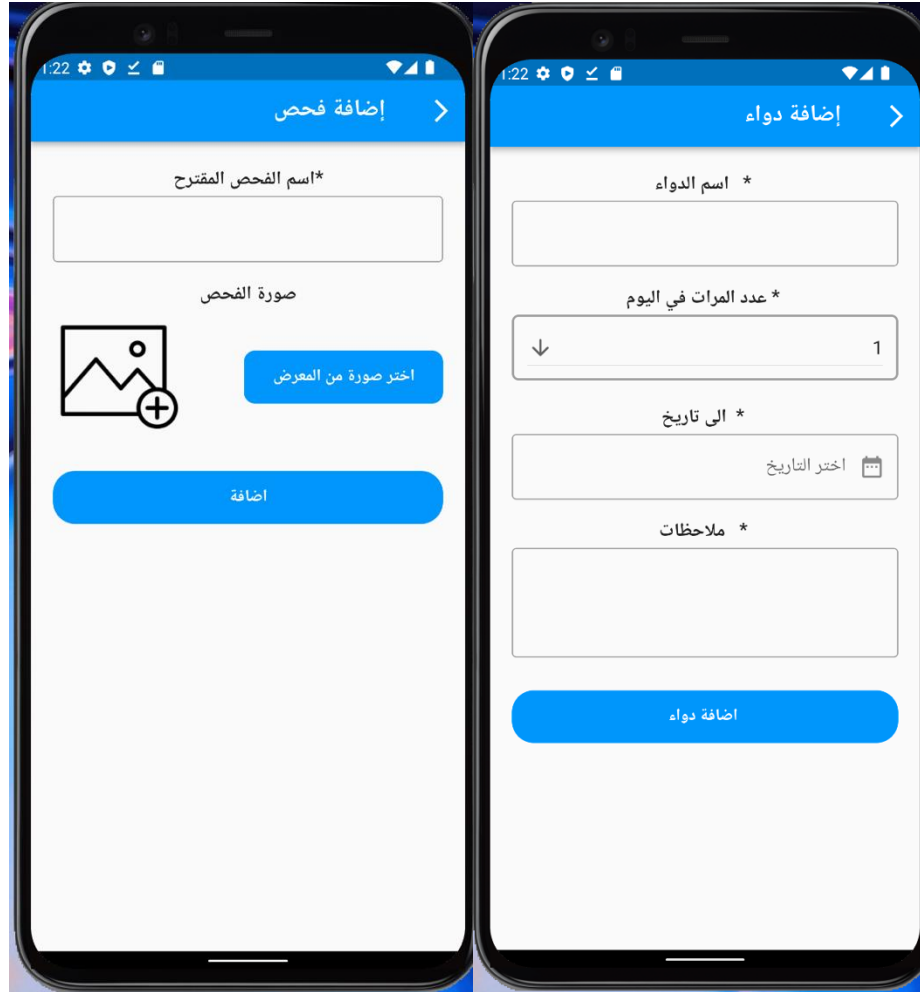 1:22
إضافة فحص
*اسم الفحص المقترح
صورة الفحص
اختر صورة من المعرض
اضافة
1:22
إضافة دواء
* اسم الدواء
* عدد المرات في اليوم
1
* الى تاريخ
اختر التاريخ
* ملاحظات
اضافة دواء